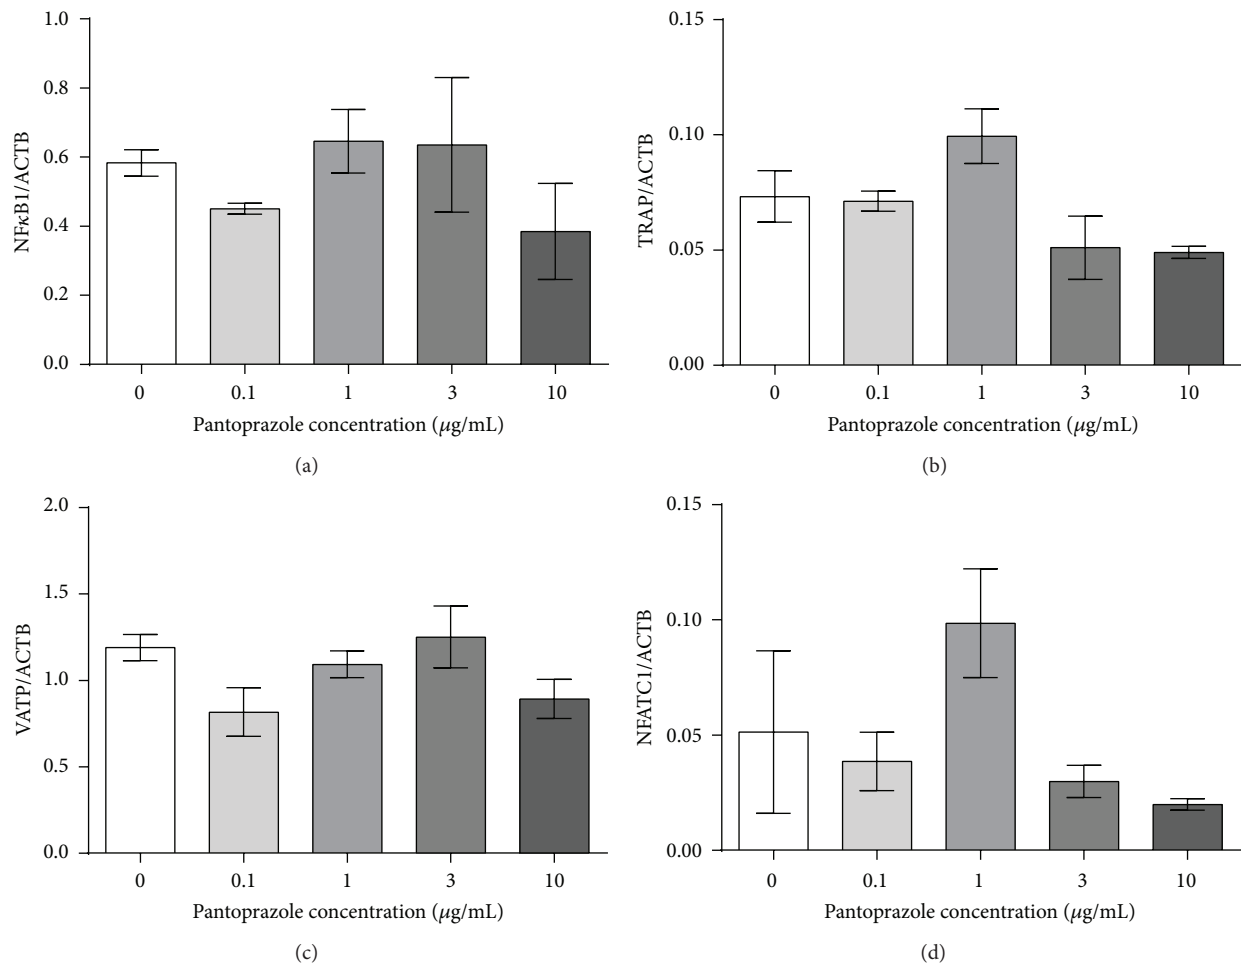 1.0
0.8
0.6
0.4
0.2
0.0
NFκB1/ACTB
0 0.1 1 3 10
Pantoprazole concentration (μg/mL)
(a)
0.15
0.10
0.05
0.00
TRAP/ACTB
0 0.1 1 3 10
Pantoprazole concentration (μg/mL)
(b)
2.0
1.5
1.0
0.5
0.0
VATP/ACTB
0 0.1 1 3 10
Pantoprazole concentration (μg/mL)
(c)
0.15
0.10
0.05
0.00
NFATC1/ACTB
0 0.1 1 3 10
Pantoprazole concentration (μg/mL)
(d)